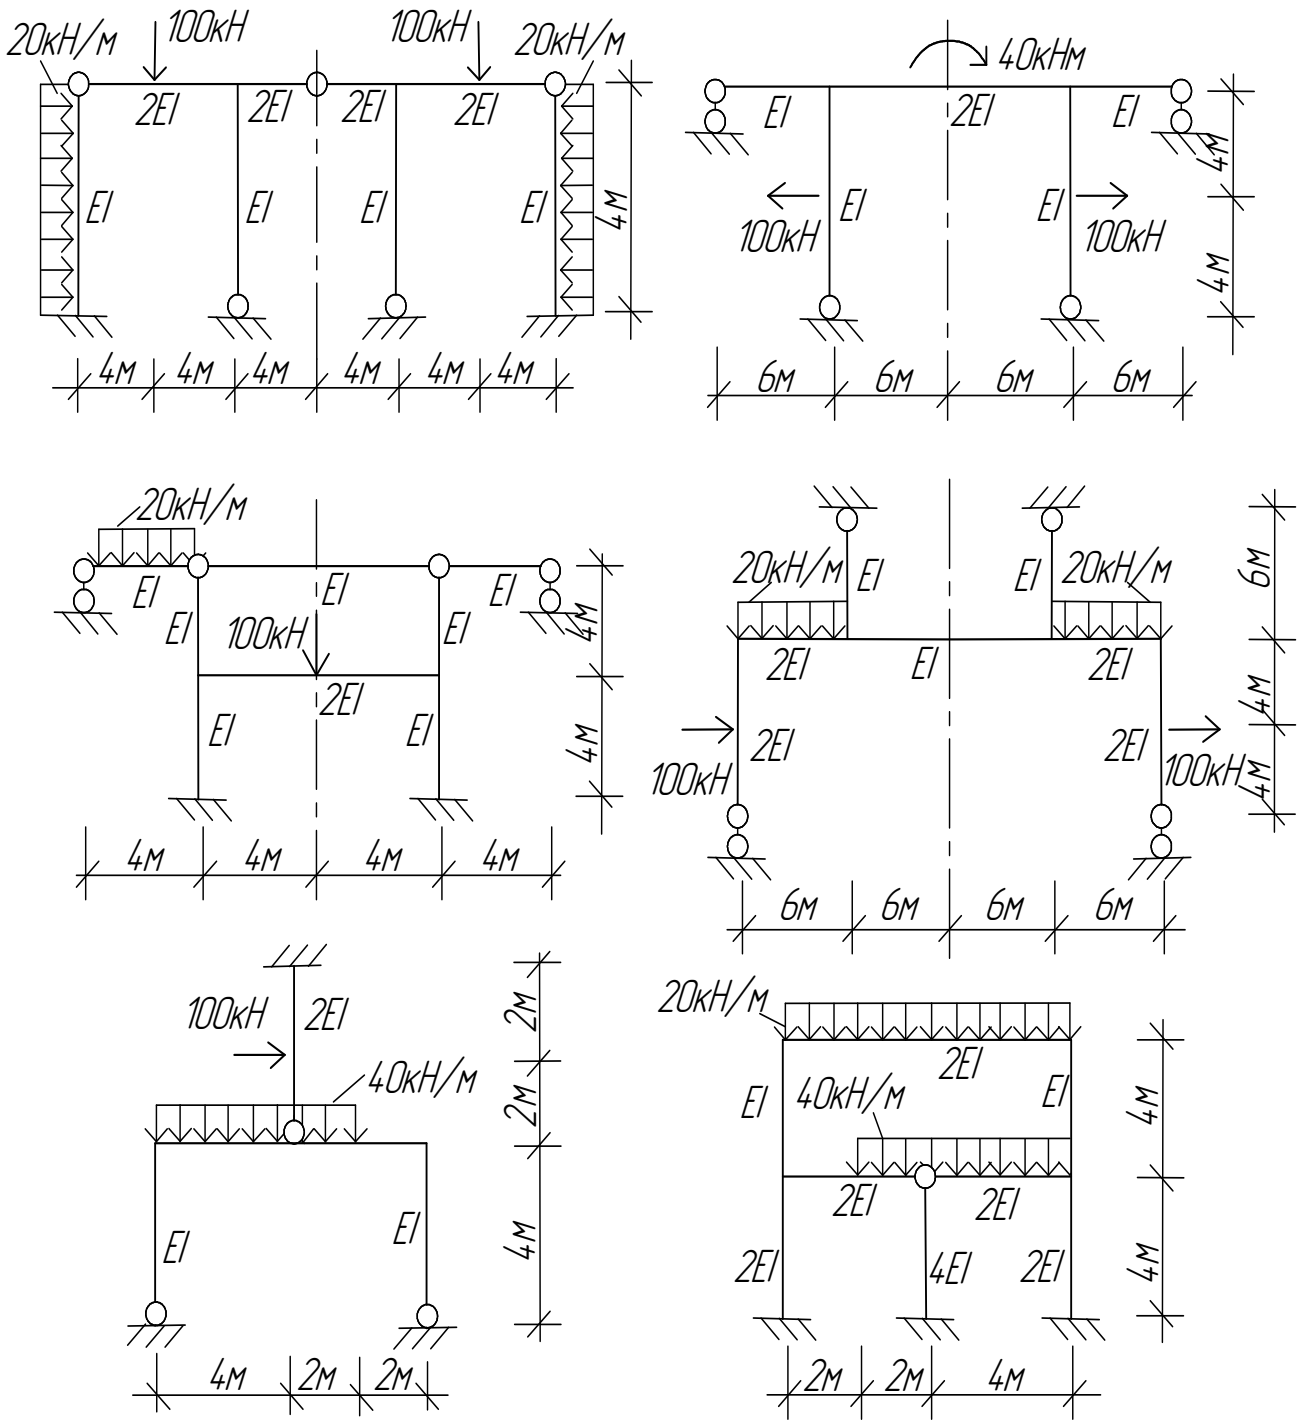 20кН/м 100кН 100кН 20кН/м
2EI 2EI 2EI 2EI
EI EI EI EI
4м
4м 4м 4м 4м 4м 4м
40кНм
EI 2EI EI
4м
EI EI
100кН 100кН
4м
6м 6м 6м 6м
20кН/м
EI EI EI
EI 100кН EI
4м
2EI
EI EI
4м
4м 4м 4м 4м
6м
20кН/м EI EI 20кН/м
2EI EI 2EI
4м
2EI 2EI
100кН 100кН
4м
6м 6м 6м 6м
100кН 2EI
2м
40кН/м
2м
EI EI
4м
4м 2м 2м
20кН/м
2EI
EI 40кН/м EI
4м
2EI 2EI
2EI 4EI 2EI
4м
2м 2м 4м